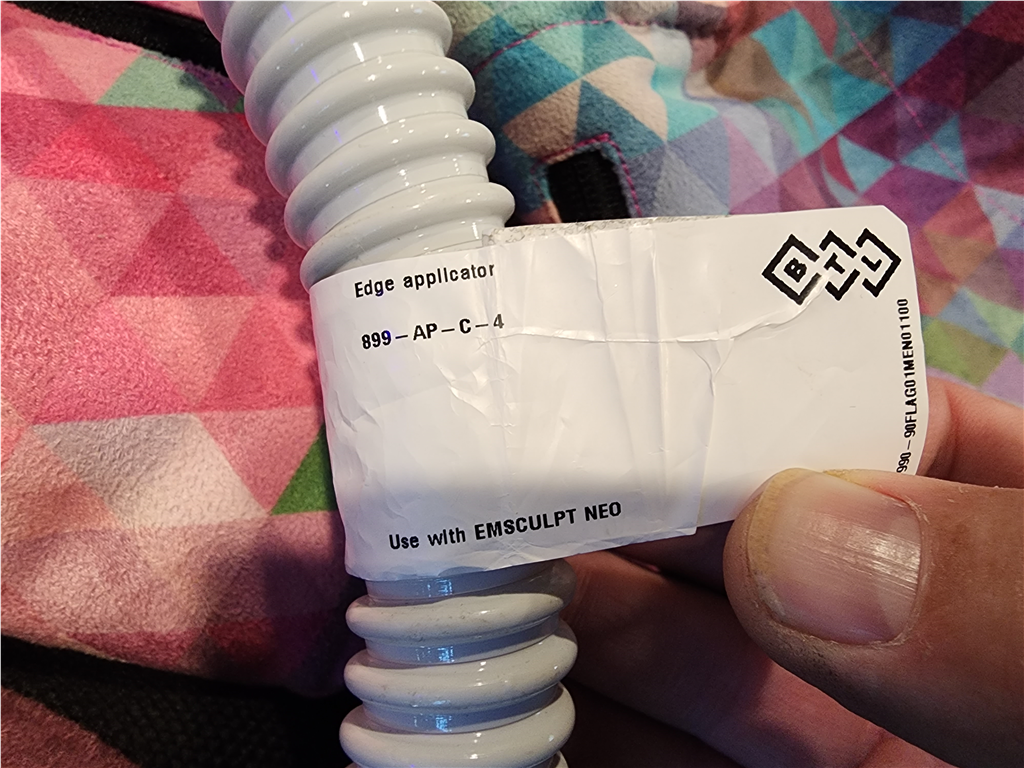 Edge applicator
899-AP-C-4
Use with EMSCULPT NEO
BTL
990-90FLAG01MEN01100